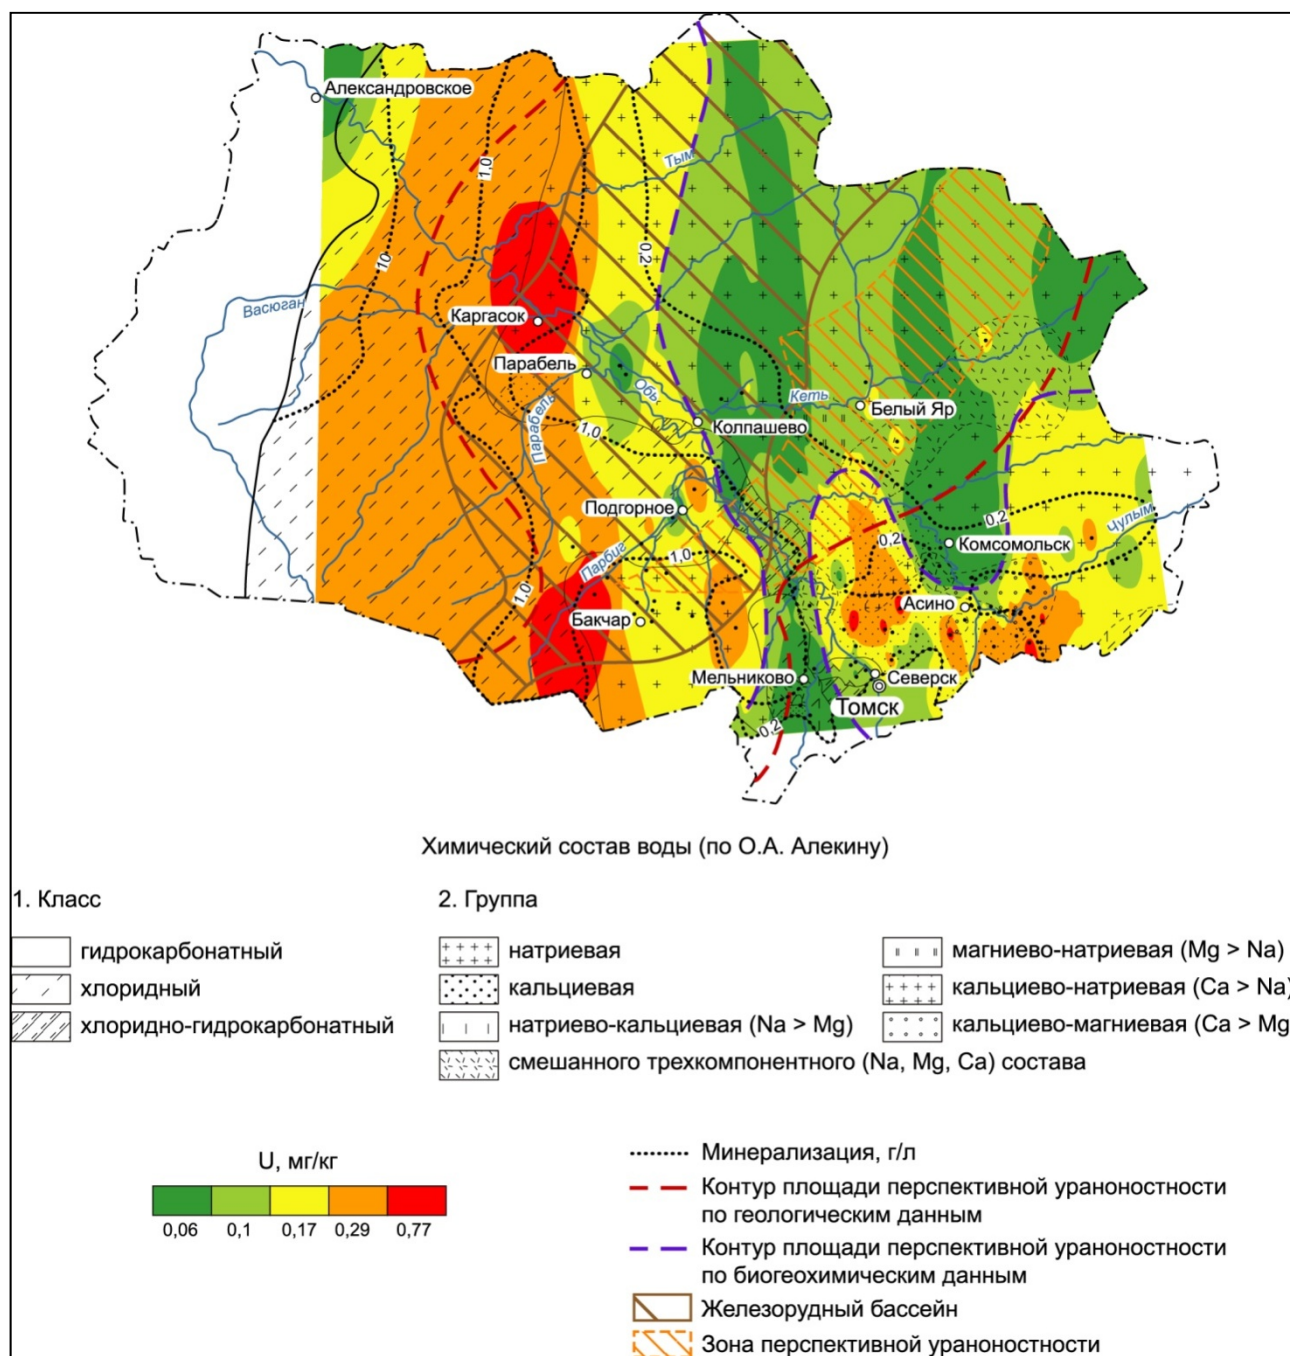 Александровское
Тым
1,0
0,2
10
Васюган
Каргасок
Парабель
Обь
Кеть
Белый Яр
Парабель
Колпашево
1,0
Подгорное
0,2
Чулым
0,2
Комсомольск
Парбиг
1,0
1,0
Асино
Бакчар
Мельниково
Северск
Томск
0,2
Химический состав воды (по О.А. Алекину)
1. Класс
гидрокарбонатный
хлоридный
хлоридно-гидрокарбонатный
2. Группа
натриевая
кальциевая
натриево-кальциевая (Na > Mg)
смешанного трехкомпонентного (Na, Mg, Ca) состава
магниево-натриевая (Mg > Na)
кальциево-натриевая (Ca > Na)
кальциево-магниевая (Ca > Mg
U, мг/кг
0,06 0,1 0,17 0,29 0,77
Минерализация, г/л
Контур площади перспективной ураноностности
по геологическим данным
Контур площади перспективной ураноностности
по биогеохимическим данным
Железорудный бассейн
Зона перспективной ураноностности